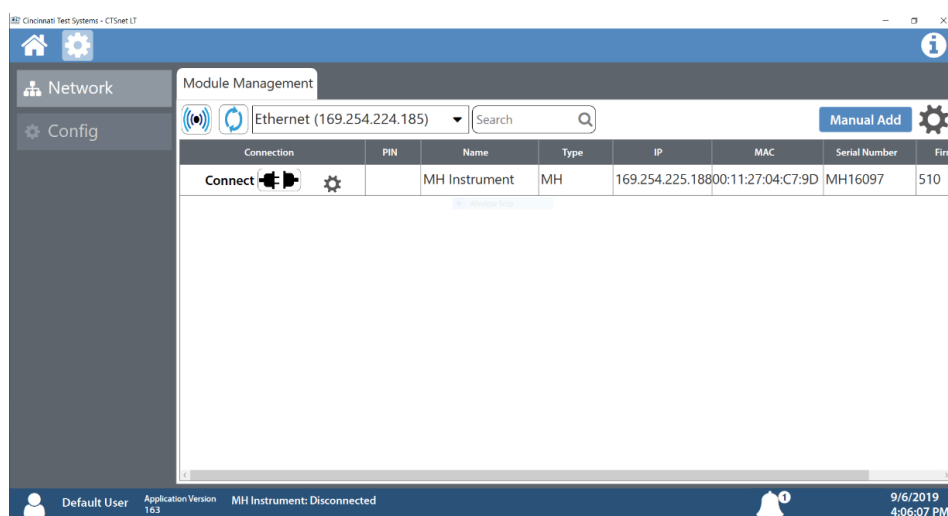 Cincinnati Test Systems - CTSnet LT
Network
Config
Module Management
Ethernet (169.254.224.185)
Search
Manual Add
Connection PIN Name Type IP MAC Serial Number Fir
Connect MH Instrument MH 169.254.225.188 00:11:27:04:C7:9D MH16097 510
Default User
Application Version
163
MH Instrument: Disconnected
1
9/6/2019
4:06:07 PM